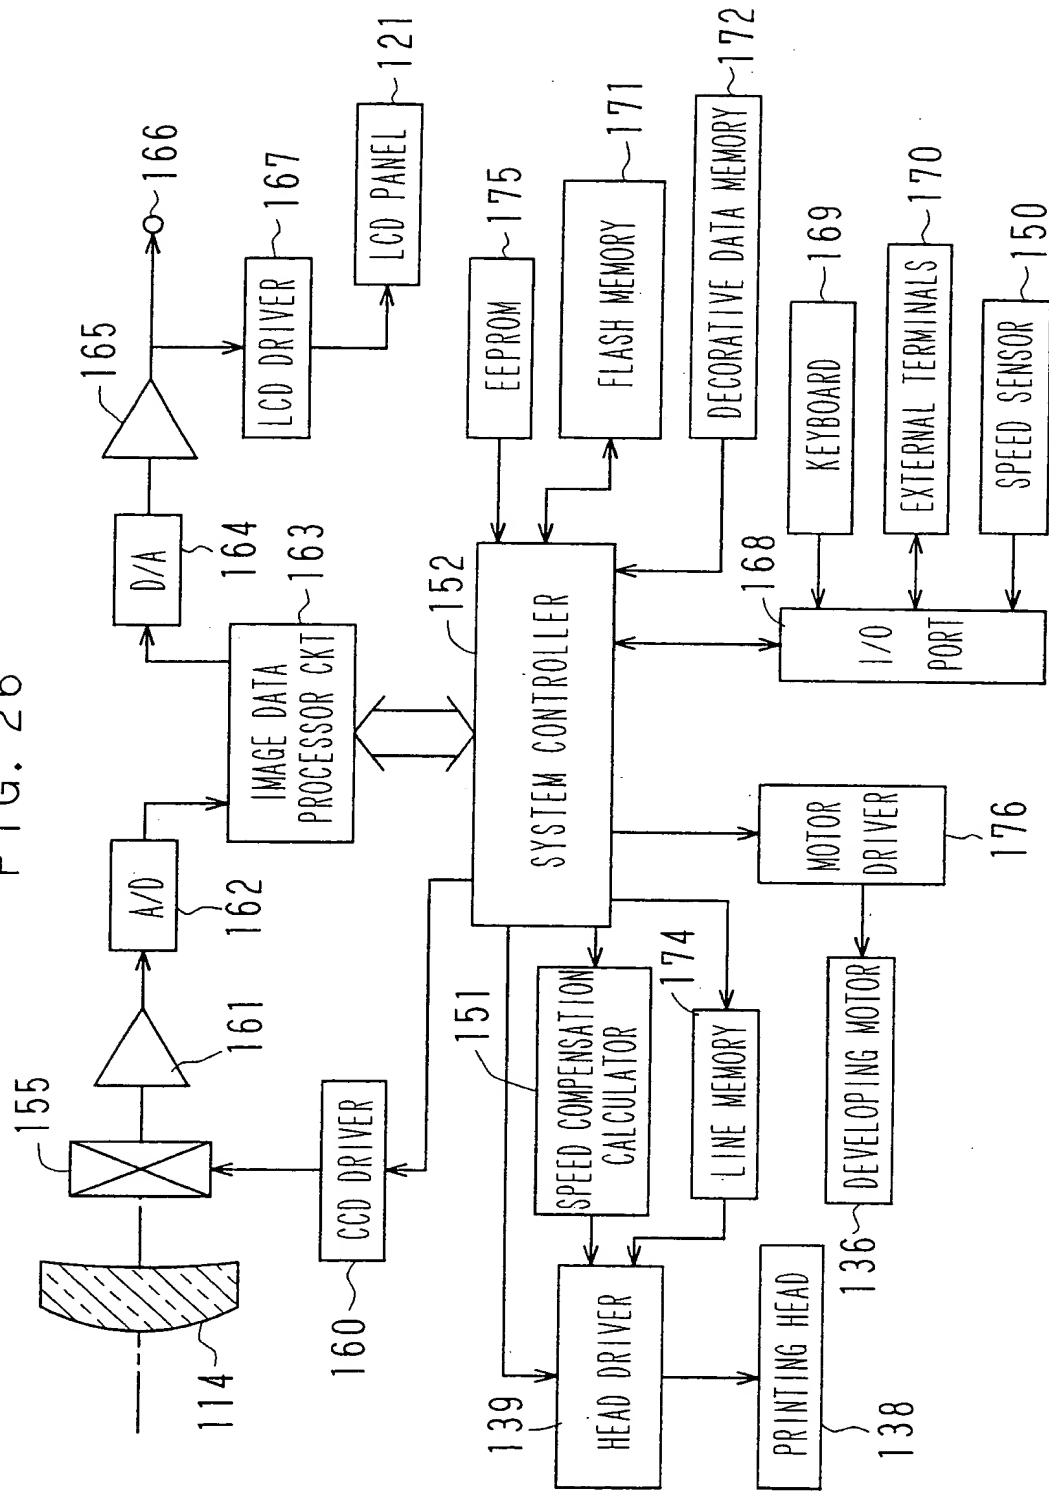 FIG. 26
114
155
161
A/D
162
IMAGE DATA
PROCESSOR CKT
163
D/A
164
165
166
LCD DRIVER
167
LCD PANEL
121
CCD DRIVER
160
SYSTEM CONTROLLER
152
EEPROM
175
FLASH MEMORY
171
DECORATIVE DATA MEMORY
172
HEAD DRIVER
139
PRINTING HEAD
138
SPEED COMPENSATION
CALCULATOR
151
LINE MEMORY
174
DEVELOPING MOTOR
136
MOTOR
DRIVER
176
I/O
PORT
168
KEYBOARD
169
EXTERNAL TERMINALS
170
SPEED SENSOR
150